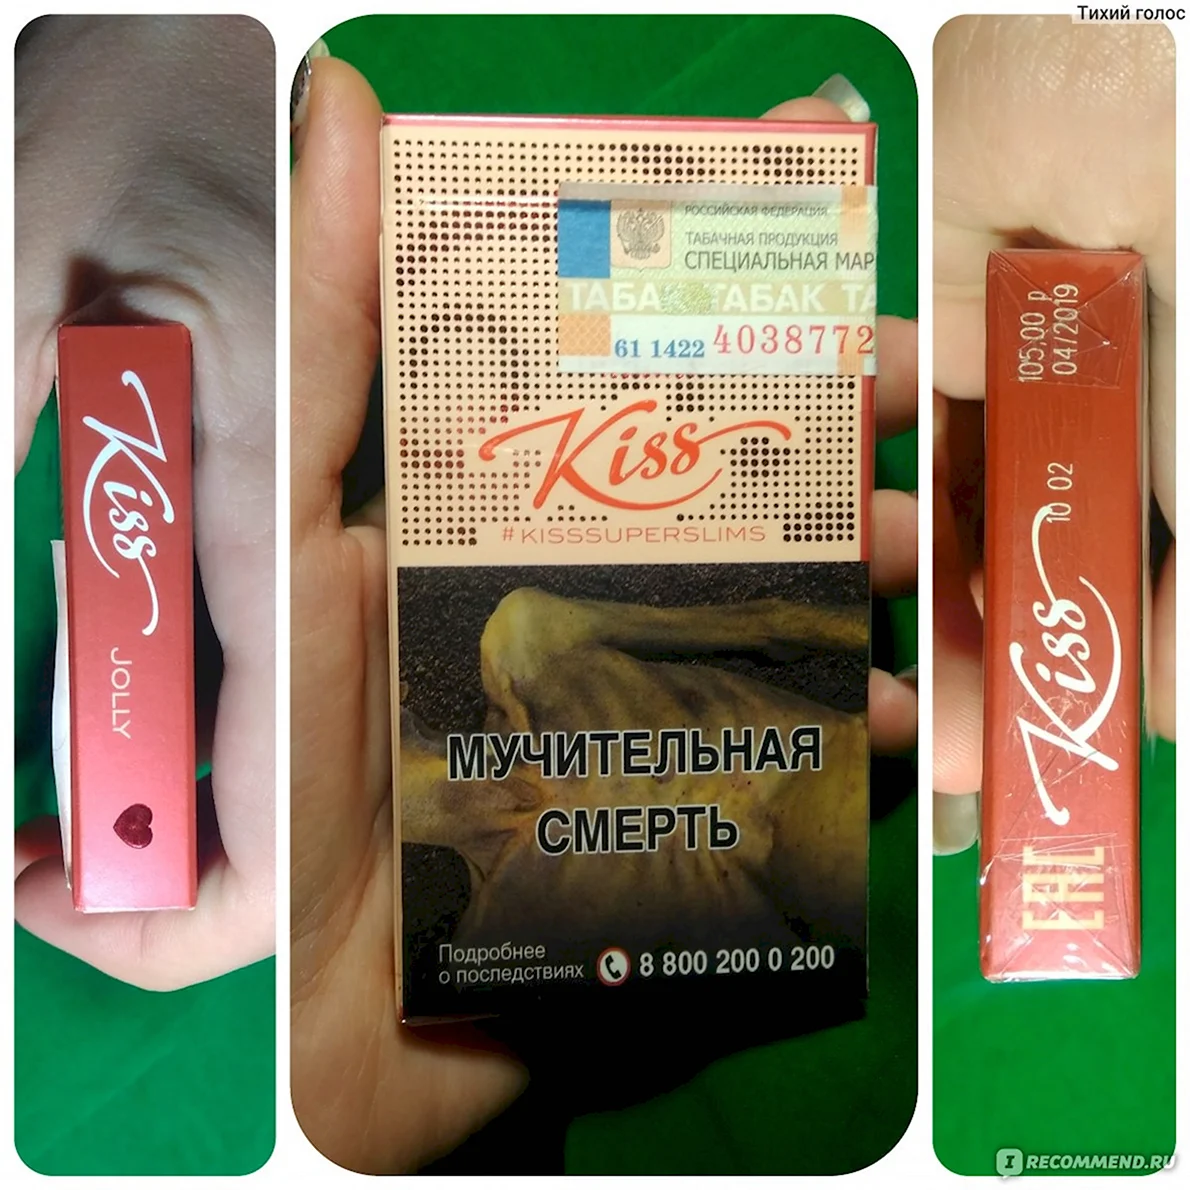 Тихий голос
Kiss
JOLLY
РОССИЙСКАЯ ФЕДЕРАЦИЯ
ТАБАЧНАЯ ПРОДУКЦИЯ
СПЕЦИАЛЬНАЯ МАР
ТАБАК ТАБАК ТА
61 1422 4038772
Kiss
#KISSSUPERSLIMS
МУЧИТЕЛЬНАЯ
СМЕРТЬ
Подробнее
о последствиях
8 800 200 0 200
105,00 р
04/2019
10 02
Kiss
EAC
IRECOMMEND.RU